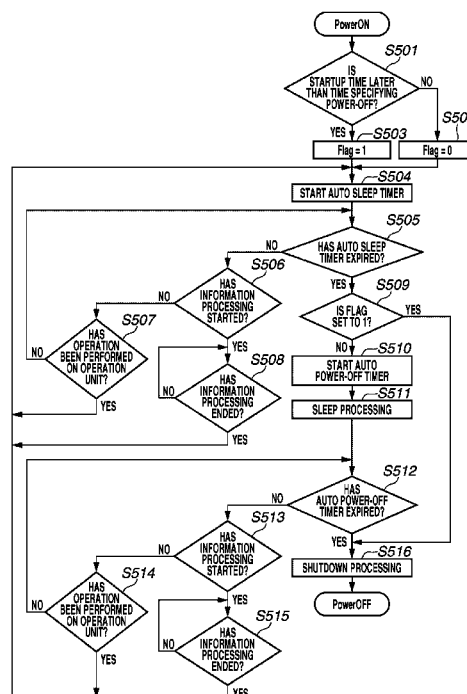 PowerON
S501
IS
STARTUP TIME LATER
THAN TIME SPECIFYING
POWER-OFF?
NO
YES
S503
Flag = 1
Flag = 0
S504
START AUTO SLEEP TIMER
S505
HAS AUTO SLEEP
TIMER EXPIRED?
NO
YES
S506
HAS
INFORMATION
PROCESSING
STARTED?
NO
YES
S509
IS FLAG
SET TO 1?
YES
NO
S507
HAS
OPERATION
BEEN PERFORMED
ON OPERATION
UNIT?
NO
YES
S508
HAS
INFORMATION
PROCESSING
ENDED?
NO
YES
S510
START AUTO
POWER-OFF TIMER
S511
SLEEP PROCESSING
S512
HAS
AUTO POWER-OFF
TIMER EXPIRED?
NO
YES
S513
HAS
INFORMATION
PROCESSING
STARTED?
NO
YES
S514
HAS
OPERATION
BEEN PERFORMED
ON OPERATION
UNIT?
NO
YES
S515
HAS
INFORMATION
PROCESSING
ENDED?
NO
YES
S516
SHUTDOWN PROCESSING
PowerOFF